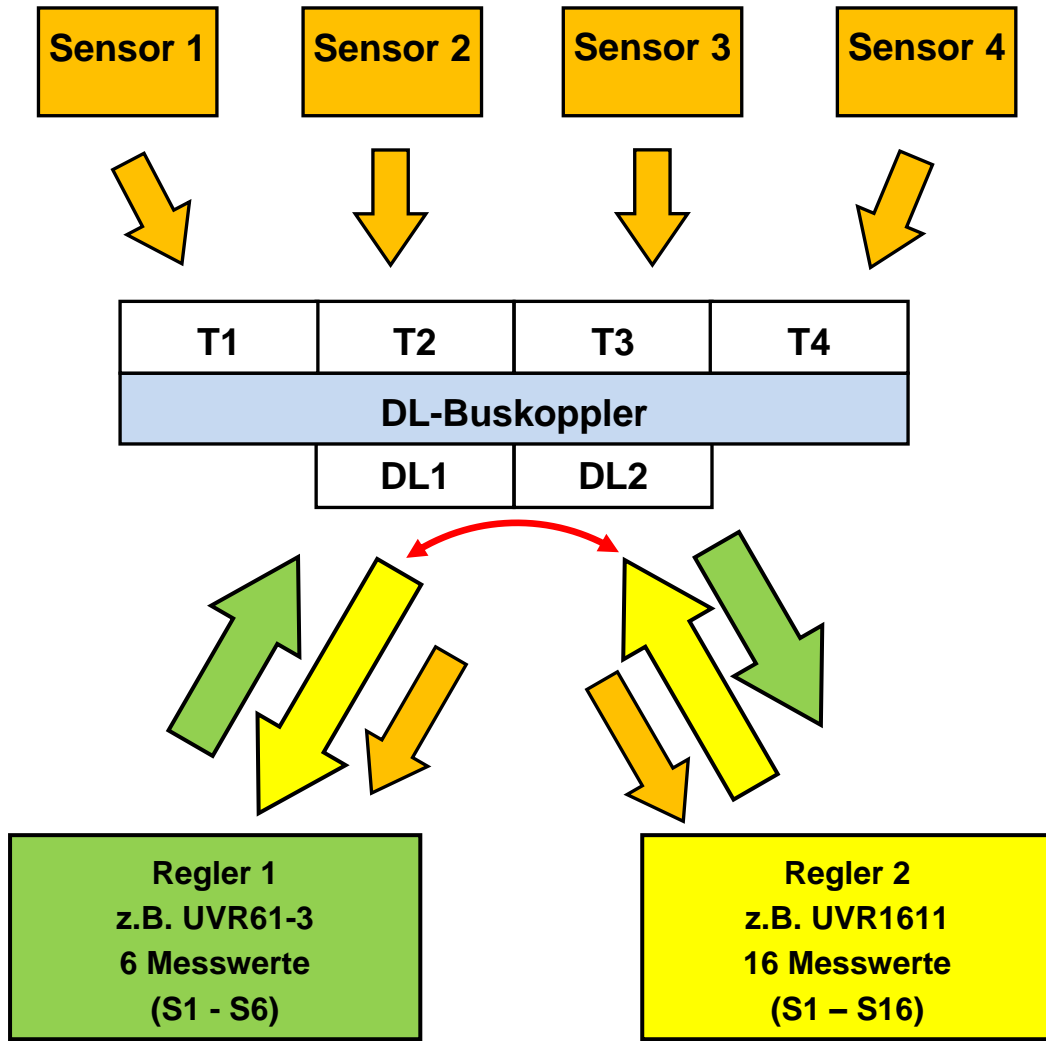 Sensor 1
Sensor 2
Sensor 3
Sensor 4
T1
T2
T3
T4
DL-Buskoppler
DL1
DL2
Regler 1
z.B. UVR61-3
6 Messwerte
(S1 - S6)
Regler 2
z.B. UVR1611
16 Messwerte
(S1 – S16)